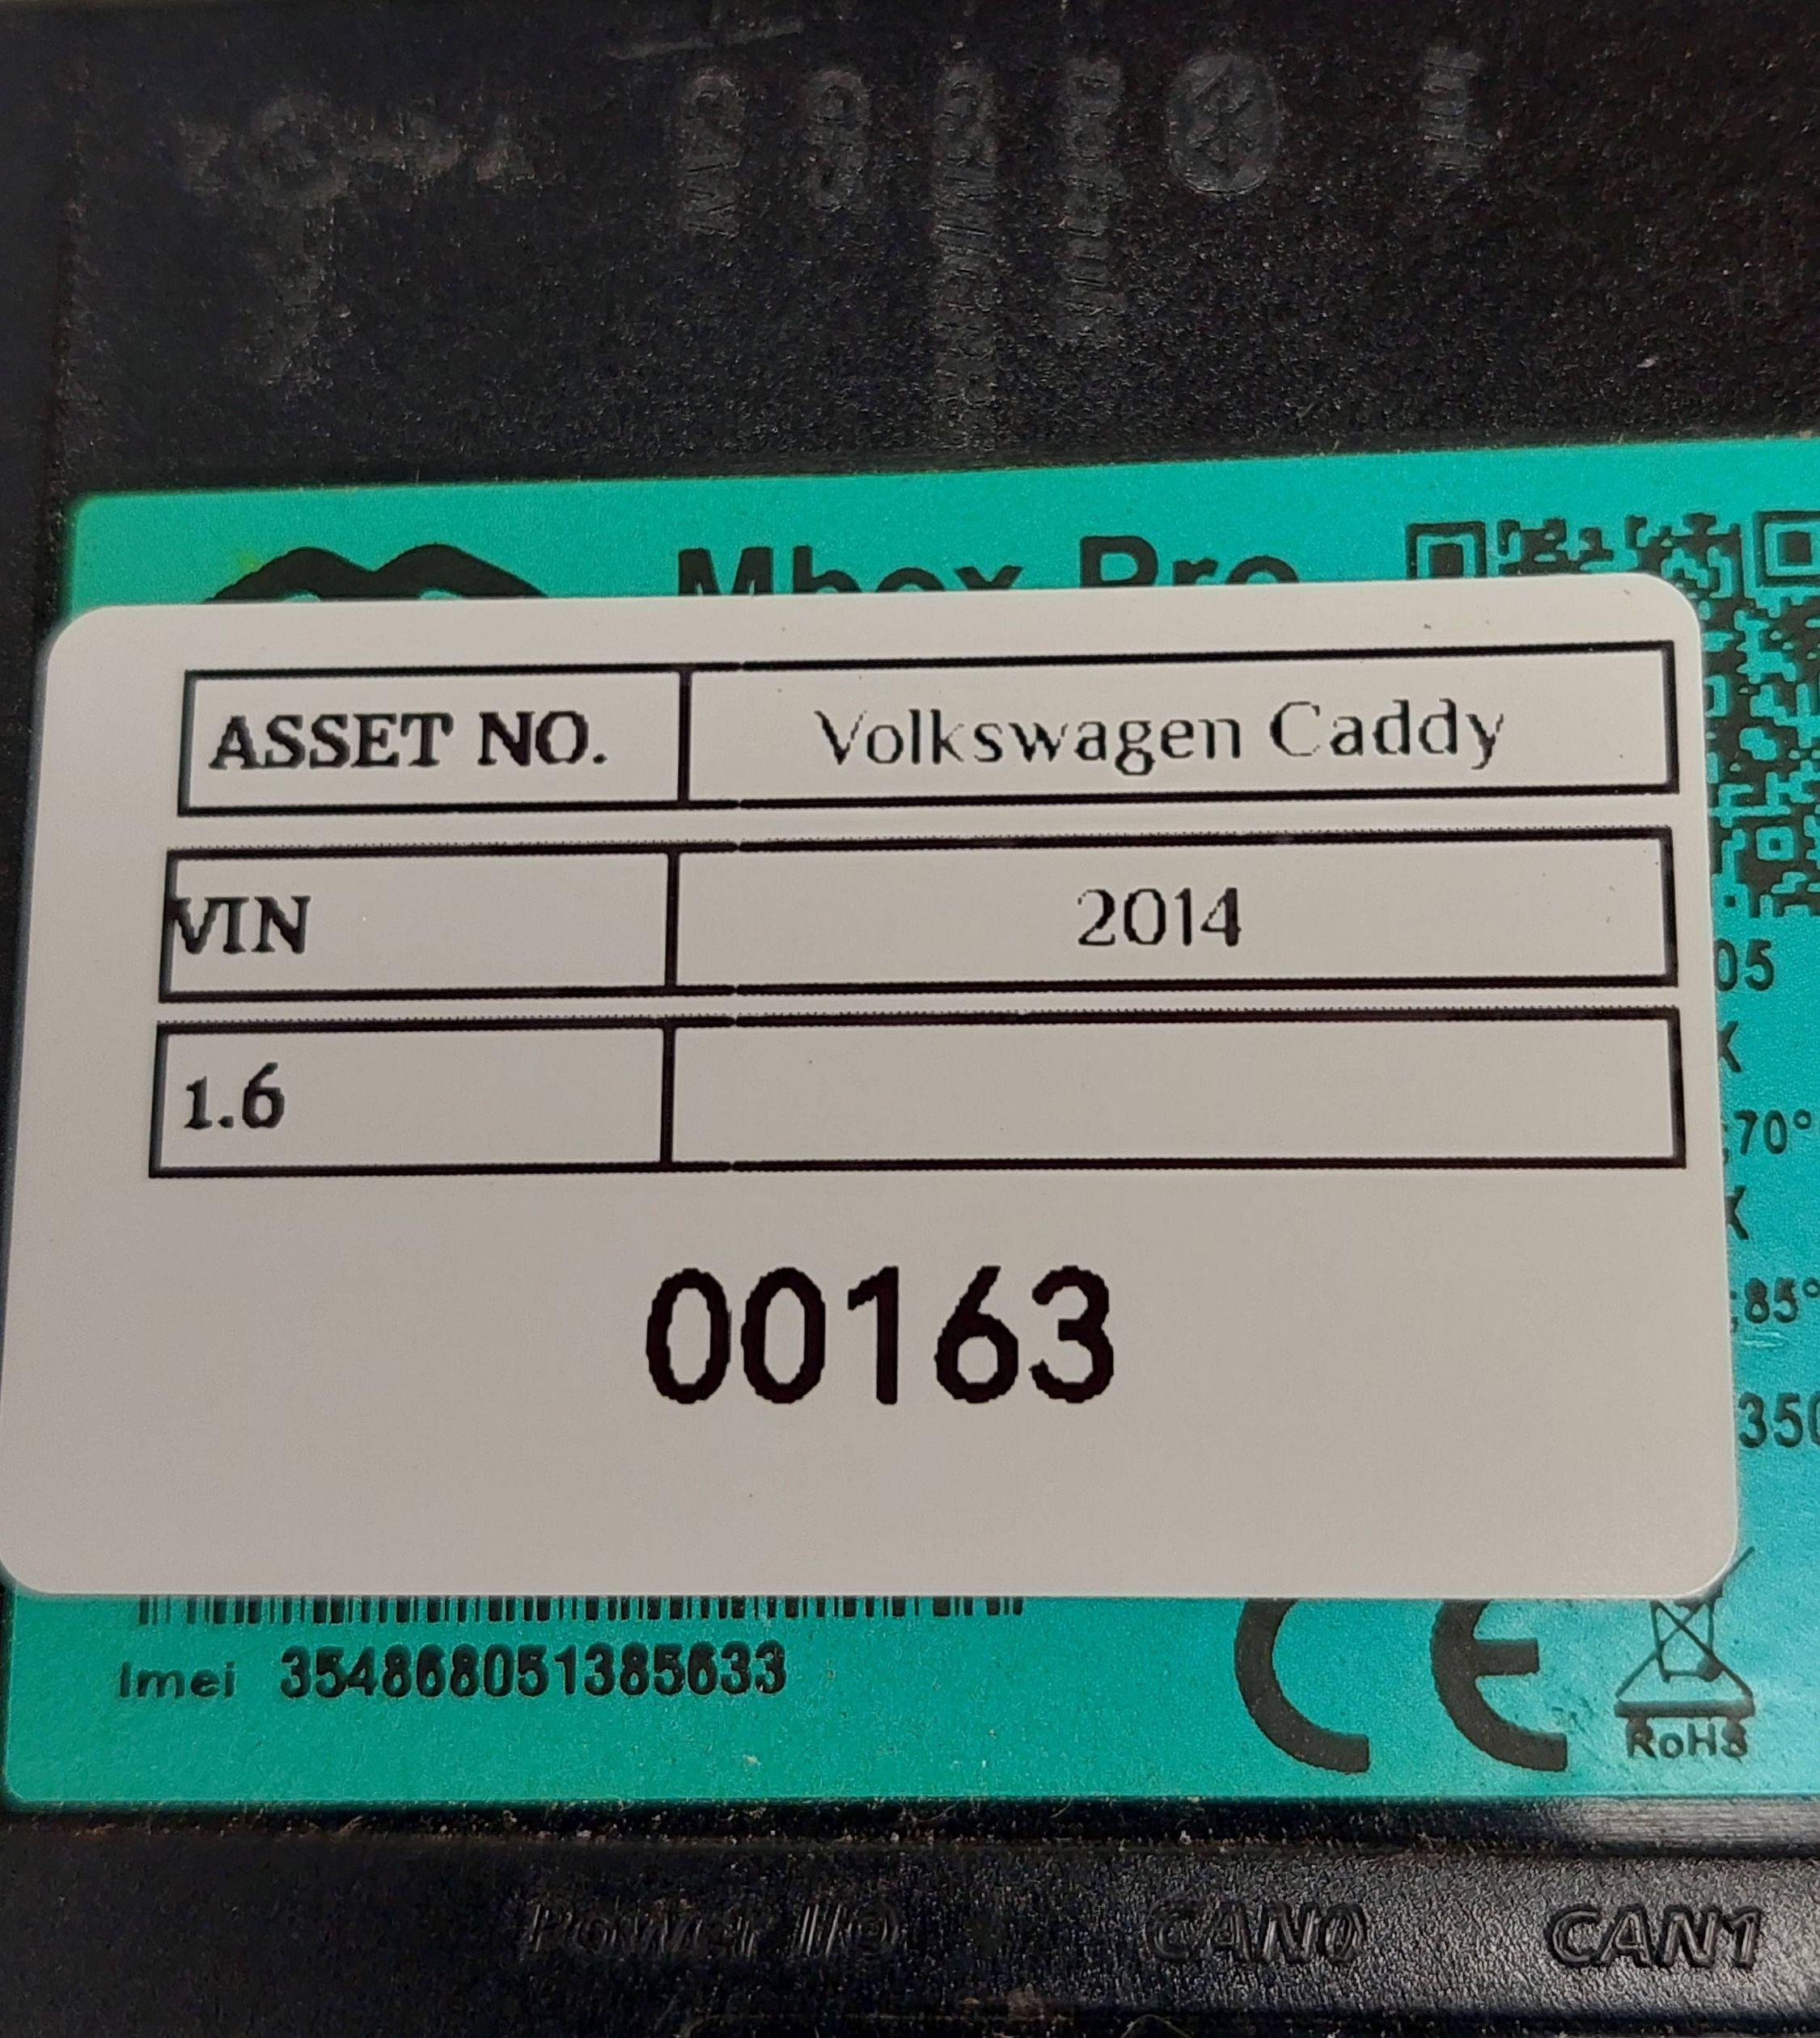 Mbox Pro
ASSET NO. Volkswagen Caddy
VIN 2014
05
X
1.6
70°
X
00163
85°
350
Imei 354868051385633
CE
RoHS
Power I/O CAN0 CAN1